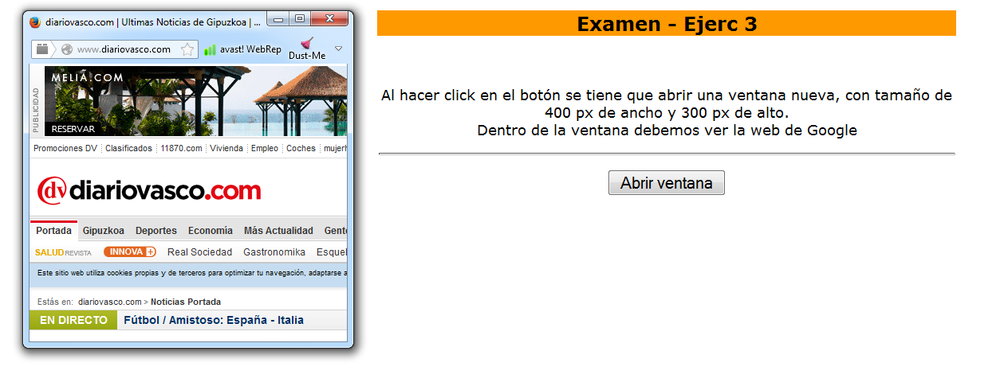 diariovasco.com | Ultimas Noticias de Gipuzkoa | ...
www.diariovasco.com
avast! WebRep
Dust-Me
PUBLICIDAD
MELIÃ.COM
RESERVAR
Promociones DV
Clasificados
11870.com
Vivienda
Empleo
Coches
mujerh
dv diariovasco.com
Portada
Gipuzkoa
Deportes
Economía
Más Actualidad
Gente
SALUD REVISTA
INNOVA +
Real Sociedad
Gastronomika
Esquel
Este sitio web utiliza cookies propias y de terceros para optimizar tu navegación, adaptarse a
Estás en: diariovasco.com > Noticias Portada
EN DIRECTO
Fútbol / Amistoso: España - Italia
Examen - Ejerc 3
Al hacer click en el botón se tiene que abrir una ventana nueva, con tamaño de
400 px de ancho y 300 px de alto.
Dentro de la ventana debemos ver la web de Google
Abrir ventana